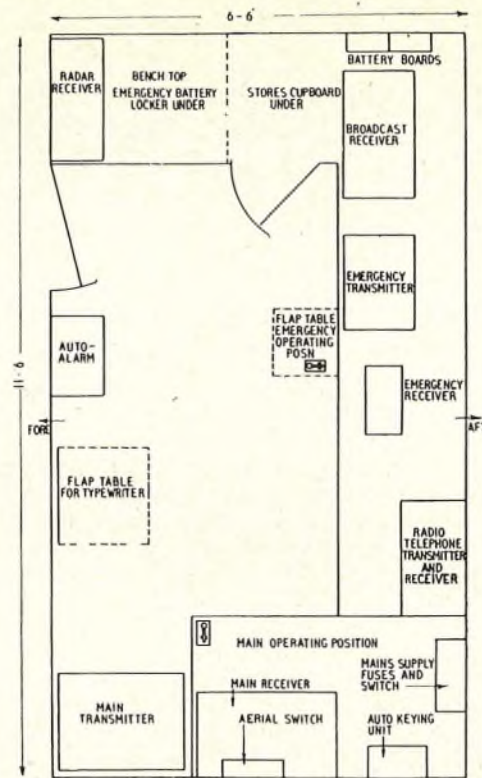 6-6
RADAR
RECEIVER
BENCH TOP
EMERGENCY BATTERY
LOCKER UNDER
STORES CUPBOARD
UNDER
BATTERY BOARDS
BROADCAST
RECEIVER
EMERGENCY
TRANSMITTER
FLAP TABLE
EMERGENCY
OPERATING
POSN
AUTO-
ALARM
EMERGENCY
RECEIVER
11-6
FORE
AFT
FLAP TABLE
FOR TYPEWRITER
RADIO
TELEPHONE
TRANSMITTER
AND
RECEIVER
MAIN OPERATING POSITION
MAINS SUPPLY
FUSES AND
SWITCH
MAIN RECEIVER
MAIN
TRANSMITTER
AERIAL SWITCH
AUTO KEYING
UNIT